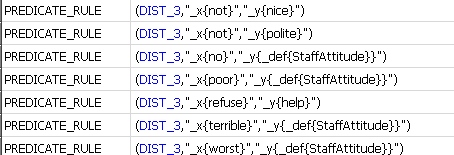 PREDICATE_RULE (DIST_3,"_x{not}","_y{nice}")
PREDICATE_RULE (DIST_3,"_x{not}","_y{polite}")
PREDICATE_RULE (DIST_3,"_x{no}","_y{_def{StaffAttitude}}")
PREDICATE_RULE (DIST_3,"_x{poor}","_y{_def{StaffAttitude}}")
PREDICATE_RULE (DIST_3,"_x{refuse}","_y{help}")
PREDICATE_RULE (DIST_3,"_x{terrible}","_y{_def{StaffAttitude}}")
PREDICATE_RULE (DIST_3,"_x{worst}","_y{_def{StaffAttitude}}")